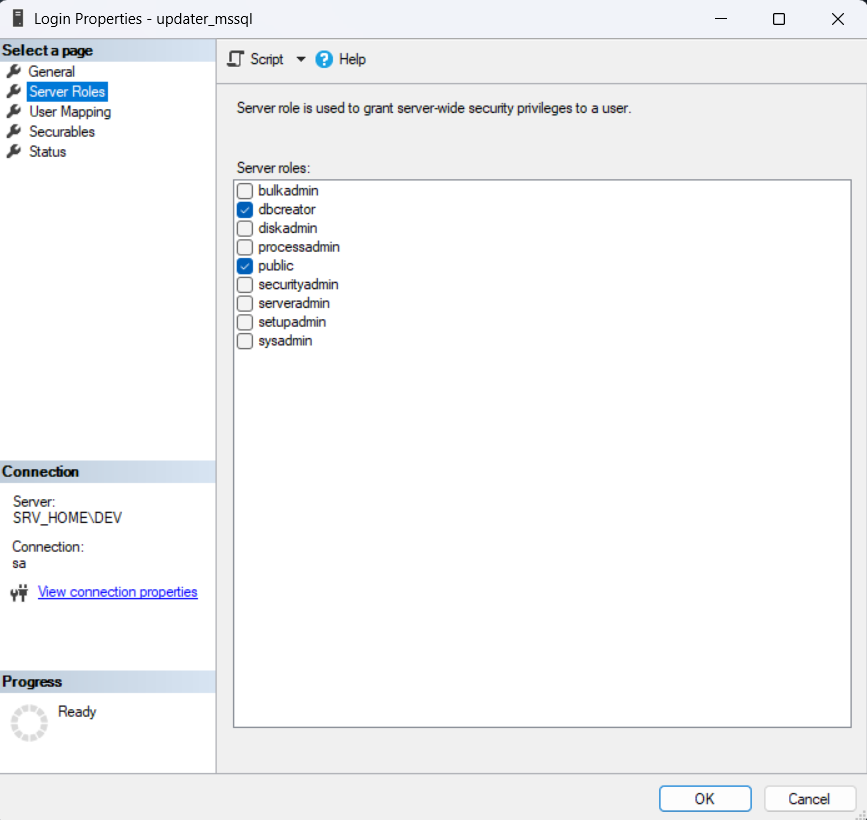 Login Properties - updater_mssql
Select a page
General
Server Roles
User Mapping
Securables
Status
Script
Help
Server role is used to grant server-wide security privileges to a user.
Server roles:
bulkadmin
dbcreator
diskadmin
processadmin
public
securityadmin
serveradmin
setupadmin
sysadmin
Connection
Server:
SRV_HOME\DEV
Connection:
sa
View connection properties
Progress
Ready
OK
Cancel